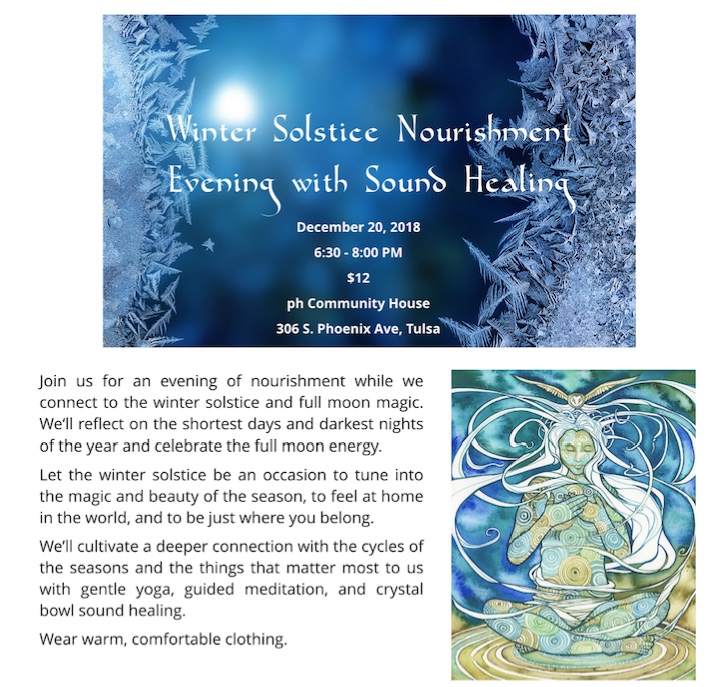 Winter Solstice Nourishment
Evening with Sound Healing
December 20, 2018
6:30 - 8:00 PM
$12
ph Community House
306 S. Phoenix Ave, Tulsa
Join us for an evening of nourishment while we
connect to the winter solstice and full moon magic.
We'll reflect on the shortest days and darkest nights
of the year and celebrate the full moon energy.
Let the winter solstice be an occasion to tune into
the magic and beauty of the season, to feel at home
in the world, and to be just where you belong.
We'll cultivate a deeper connection with the cycles of
the seasons and the things that matter most to us
with gentle yoga, guided meditation, and crystal
bowl sound healing.
Wear warm, comfortable clothing.